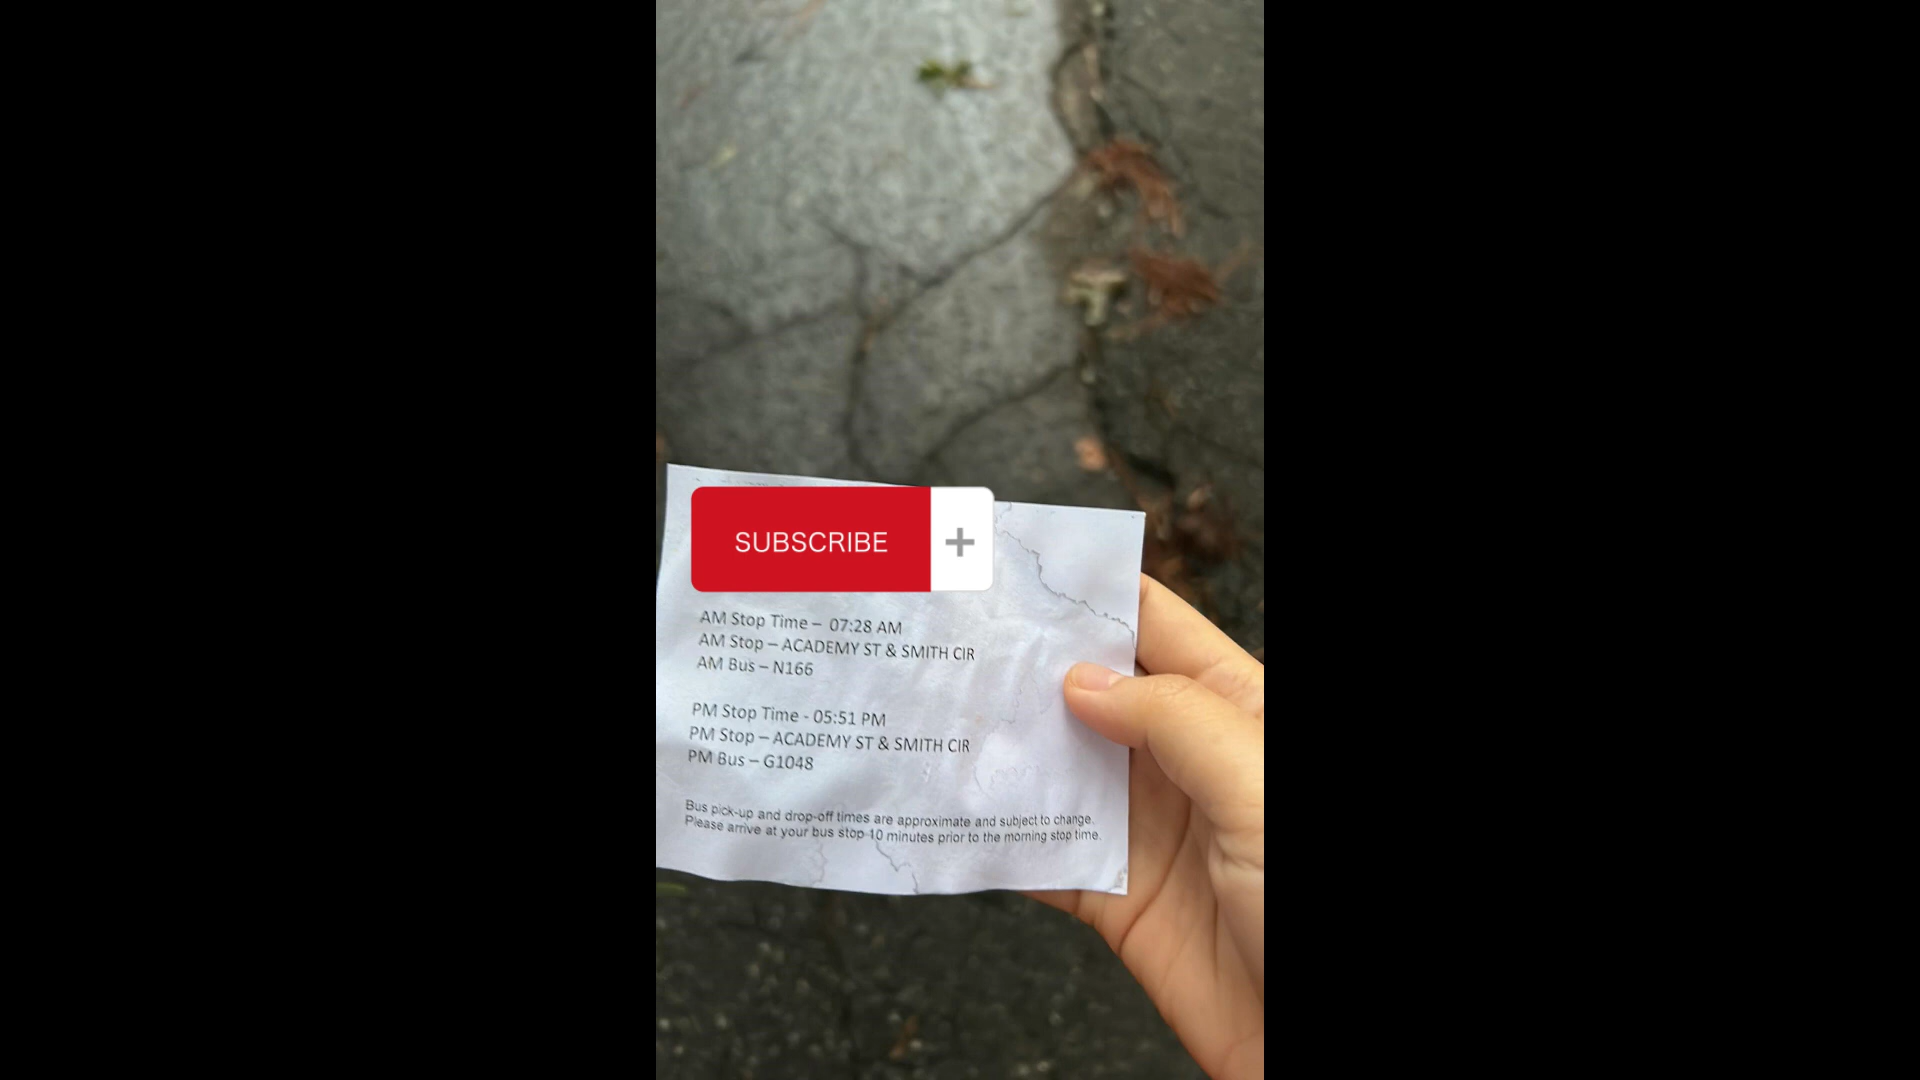 SUBSCRIBE +
AM Stop Time – 07:28 AM
AM Stop – ACADEMY ST & SMITH CIR
AM Bus – N166
PM Stop Time - 05:51 PM
PM Stop – ACADEMY ST & SMITH CIR
PM Bus – G1048
Bus pick-up and drop-off times are approximate and subject to change.
Please arrive at your bus stop 10 minutes prior to the morning stop time.